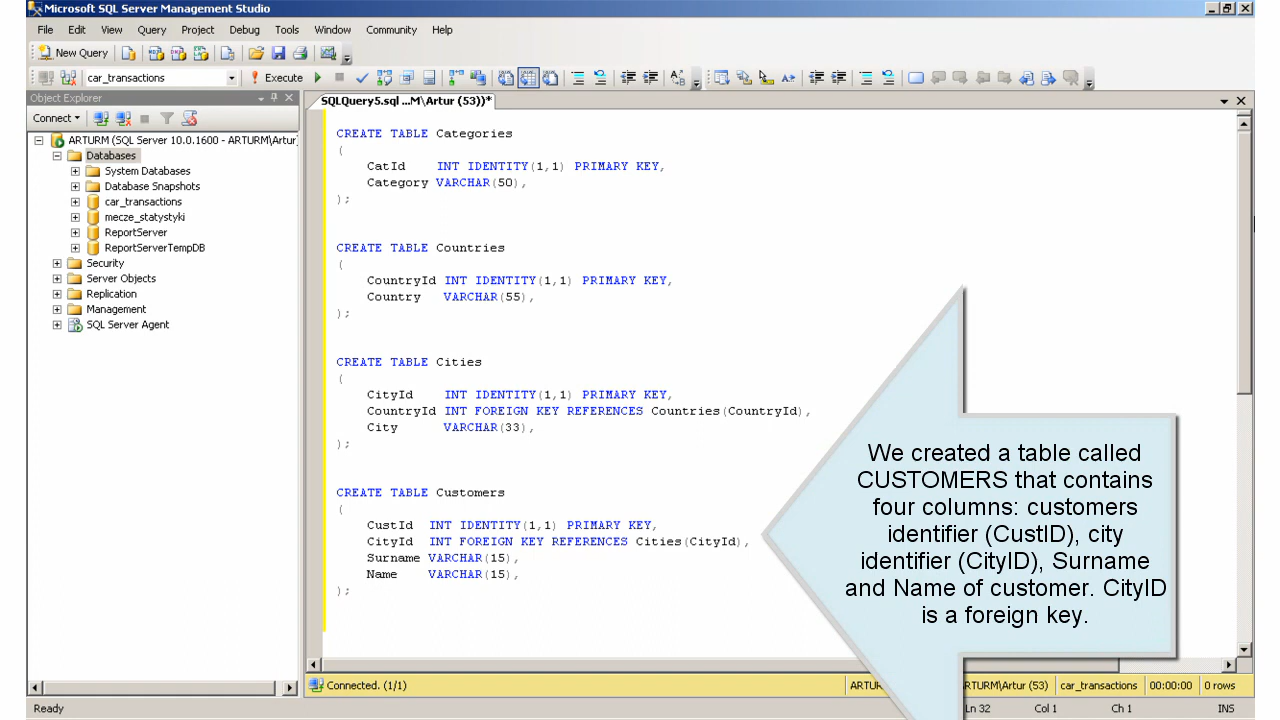 Microsoft SQL Server Management Studio
File Edit View Query Project Debug Tools Window Community Help
New Query
car_transactions Execute
Object Explorer
Connect
ARTURM (SQL Server 10.0.1600 - ARTURM\Artur)
Databases
System Databases
Database Snapshots
car_transactions
mecze_statystyki
ReportServer
ReportServerTempDB
Security
Server Objects
Replication
Management
SQL Server Agent
SQLQuery5.sql ...M\Artur (53))*
CREATE TABLE Categories
(
CatId INT IDENTITY(1,1) PRIMARY KEY,
Category VARCHAR(50),
);
CREATE TABLE Countries
(
CountryId INT IDENTITY(1,1) PRIMARY KEY,
Country VARCHAR(55),
);
CREATE TABLE Cities
(
CityId INT IDENTITY(1,1) PRIMARY KEY,
CountryId INT FOREIGN KEY REFERENCES Countries(CountryId),
City VARCHAR(33),
);
CREATE TABLE Customers
(
CustId INT IDENTITY(1,1) PRIMARY KEY,
CityId INT FOREIGN KEY REFERENCES Cities(CityId),
Surname VARCHAR(15),
Name VARCHAR(15),
);
We created a table called
CUSTOMERS that contains
four columns: customers
identifier (CustID), city
identifier (CityID), Surname
and Name of customer. CityID
is a foreign key.
Connected. (1/1) RTURM\Artur (53) car_transactions 00:00:00 0 rows
Ready Ln 32 Col 1 Ch 1 INS